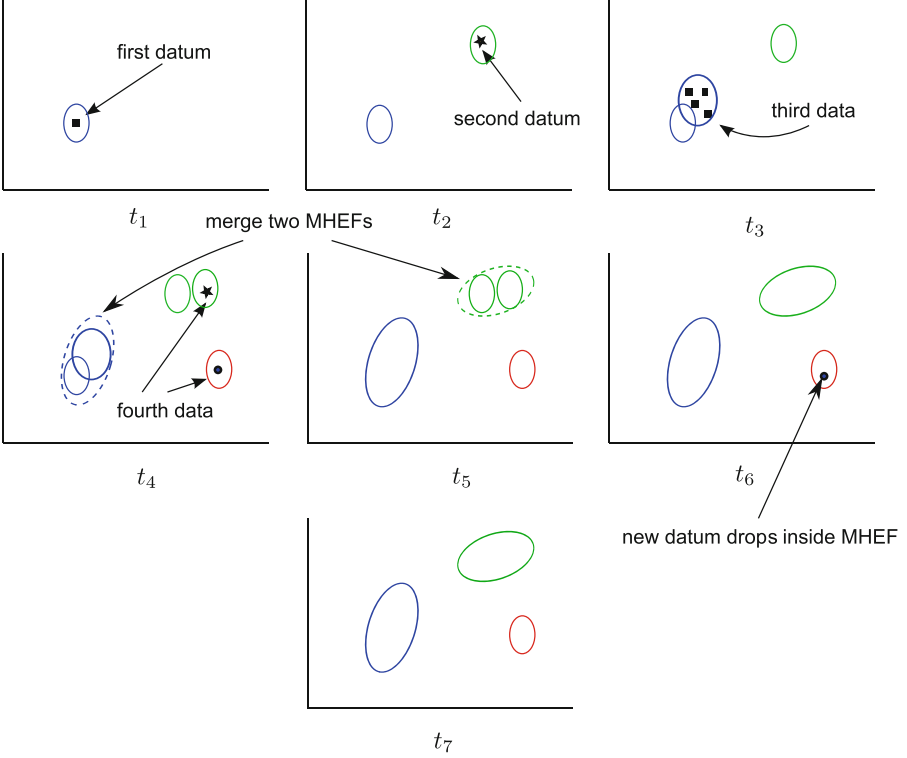 first datum
second datum
third data
t1
t2
t3
merge two MHEFs
fourth data
t4
t5
t6
new datum drops inside MHEF
t7